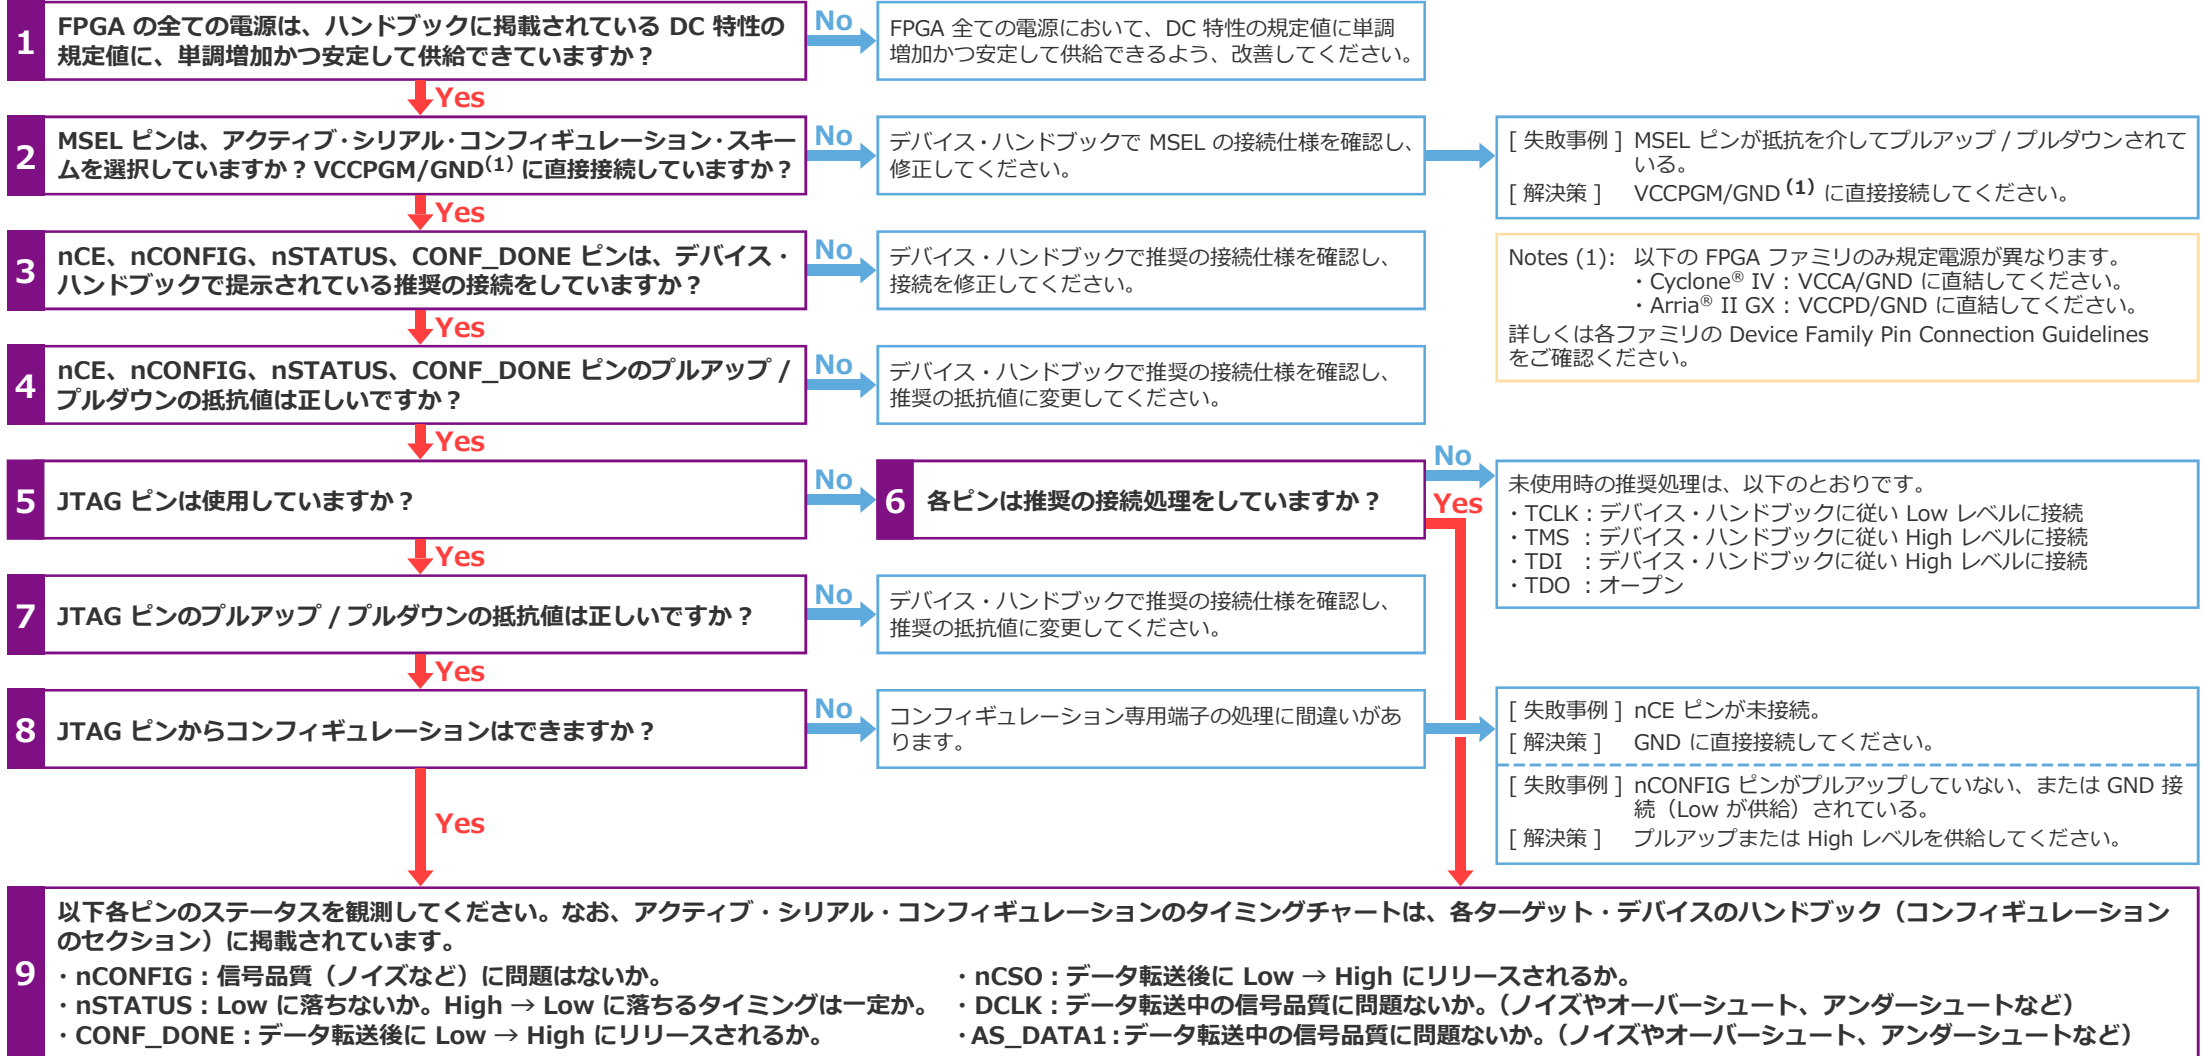 1
FPGA の全ての電源は、ハンドブックに掲載されている DC 特性の
規定値に、単調増加かつ安定して供給できていますか？
No
FPGA 全ての電源において、DC 特性の規定値に単調
増加かつ安定して供給できるよう、改善してください。
Yes
2
MSEL ピンは、アクティブ・シリアル・コンフィギュレーション・スキー
ムを選択していますか？VCCPGM/GND(1) に直接接続していますか？
No
デバイス・ハンドブックで MSEL の接続仕様を確認し、
修正してください。
[ 失敗事例 ] MSEL ピンが抵抗を介してプルアップ / プルダウンされて
いる。
[ 解決策 ] VCCPGM/GND (1) に直接接続してください。
Yes
3
nCE、nCONFIG、nSTATUS、CONF_DONE ピンは、デバイス・
ハンドブックで提示されている推奨の接続をしていますか？
No
デバイス・ハンドブックで推奨の接続仕様を確認し、
接続を修正してください。
Notes (1): 以下の FPGA ファミリのみ規定電源が異なります。
・Cyclone® IV : VCCA/GND に直結してください。
・Arria® II GX : VCCPD/GND に直結してください。
詳しくは各ファミリの Device Family Pin Connection Guidelines
をご確認ください。
Yes
4
nCE、nCONFIG、nSTATUS、CONF_DONE ピンのプルアップ /
プルダウンの抵抗値は正しいですか？
No
デバイス・ハンドブックで推奨の接続仕様を確認し、
推奨の抵抗値に変更してください。
Yes
5
JTAG ピンは使用していますか？
No
6
各ピンは推奨の接続処理をしていますか？
No
Yes
未使用時の推奨処理は、以下のとおりです。
・TCLK：デバイス・ハンドブックに従い Low レベルに接続
・TMS ：デバイス・ハンドブックに従い High レベルに接続
・TDI ：デバイス・ハンドブックに従い High レベルに接続
・TDO ：オープン
Yes
7
JTAG ピンのプルアップ / プルダウンの抵抗値は正しいですか？
No
デバイス・ハンドブックで推奨の接続仕様を確認し、
推奨の抵抗値に変更してください。
Yes
8
JTAG ピンからコンフィギュレーションはできますか？
No
コンフィギュレーション専用端子の処理に間違いがあ
ります。
[ 失敗事例 ] nCE ピンが未接続。
[ 解決策 ] GND に直接接続してください。
[ 失敗事例 ] nCONFIG ピンがプルアップしていない、または GND 接
続（Low が供給）されている。
[ 解決策 ] プルアップまたは High レベルを供給してください。
Yes
9
以下各ピンのステータスを観測してください。なお、アクティブ・シリアル・コンフィギュレーションのタイミングチャートは、各ターゲット・デバイスのハンドブック（コンフィギュレーション
のセクション）に掲載されています。
・nCONFIG：信号品質（ノイズなど）に問題はないか。
・nSTATUS：Low に落ちないか。High → Low に落ちるタイミングは一定か。
・CONF_DONE：データ転送後に Low → High にリリースされるか。
・nCSO：データ転送後に Low → High にリリースされるか。
・DCLK：データ転送中の信号品質に問題ないか。（ノイズやオーバーシュート、アンダーシュートなど）
・AS_DATA1：データ転送中の信号品質に問題ないか。（ノイズやオーバーシュート、アンダーシュートなど）